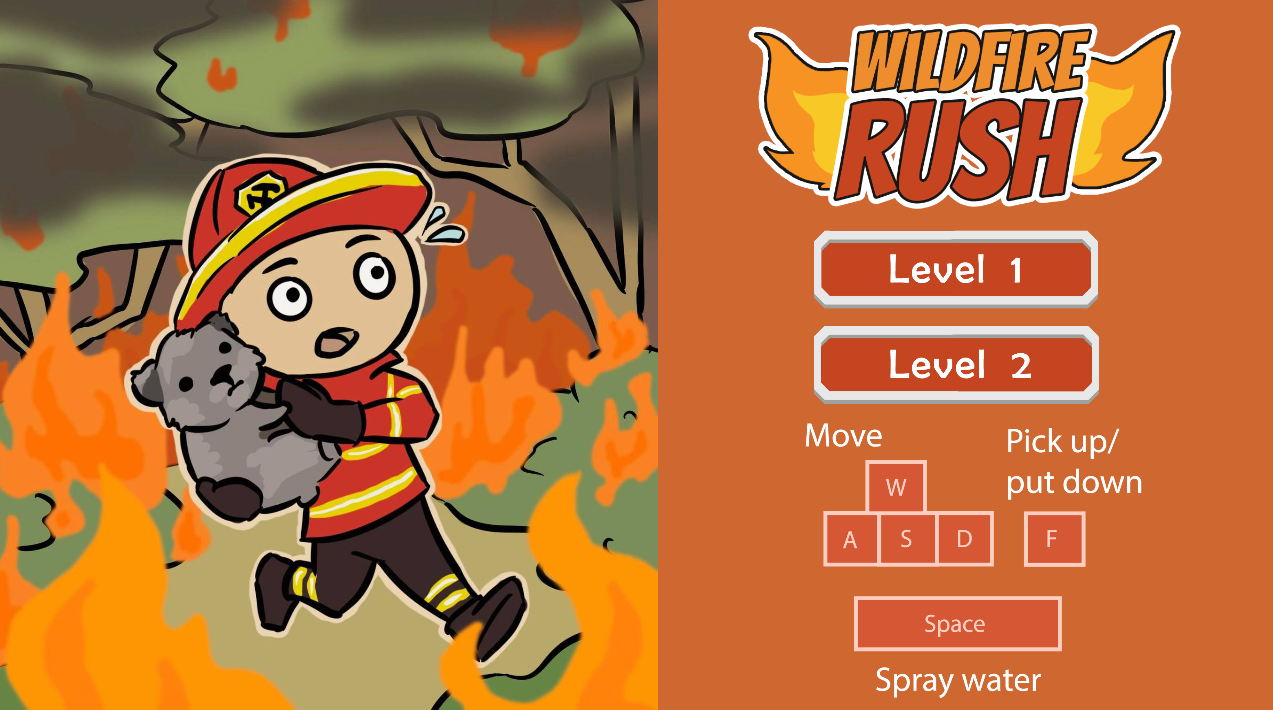 WILDFIRE
RUSH
Level 1
Level 2
Move
Pick up/
put down
W
A S D F
Space
Spray water